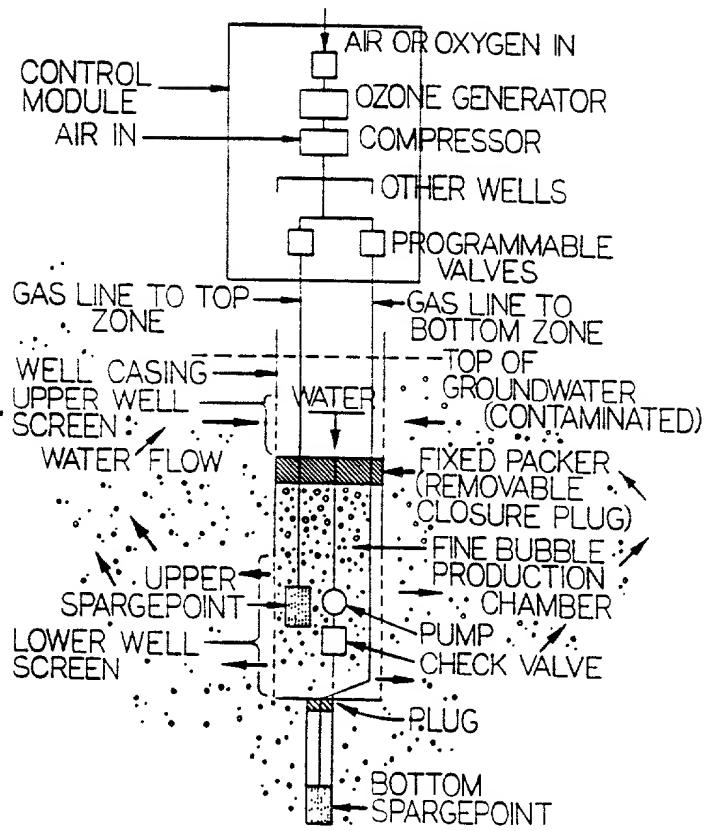 AIR OR OXYGEN IN
CONTROL
MODULE
OZONE GENERATOR
AIR IN
COMPRESSOR
OTHER WELLS
PROGRAMMABLE
VALVES
GAS LINE TO TOP
ZONE
GAS LINE TO
BOTTOM ZONE
WELL CASING
TOP OF
GROUNDWATER
(CONTAMINATED)
UPPER WELL
SCREEN
WATER
WATER FLOW
FIXED PACKER
(REMOVABLE
CLOSURE PLUG)
FINE BUBBLE
PRODUCTION
CHAMBER
UPPER
SPARGEPOINT
PUMP
LOWER WELL
SCREEN
CHECK VALVE
PLUG
BOTTOM
SPARGEPOINT